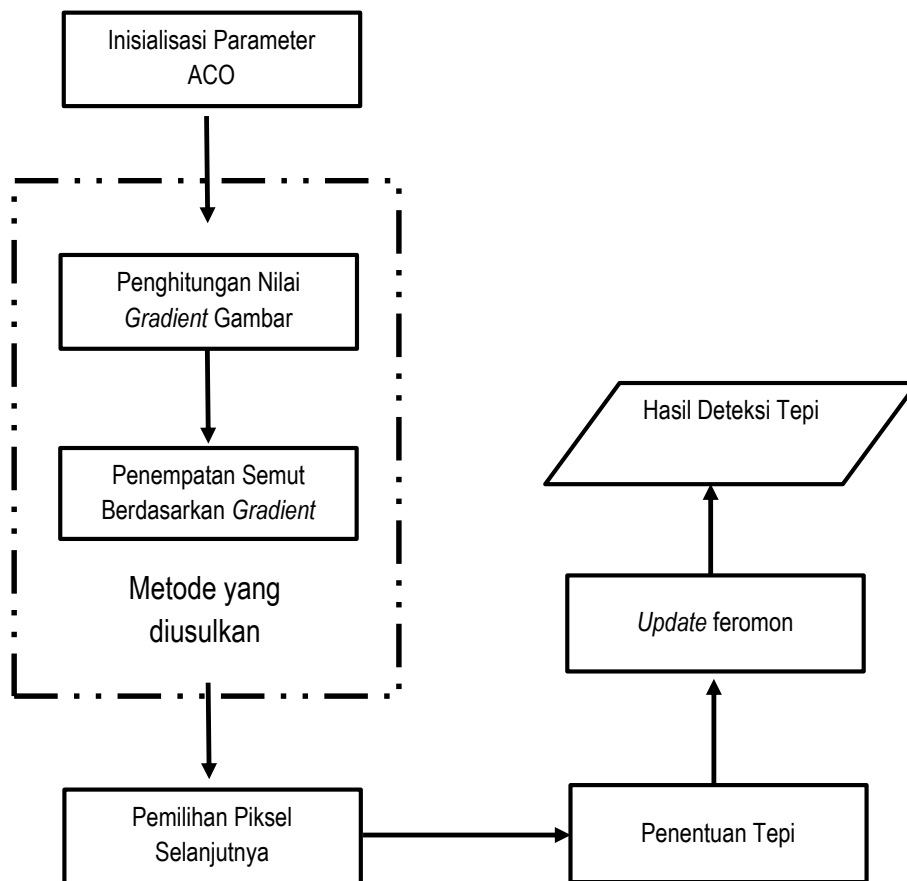 Inisialisasi Parameter
ACO
Penghitungan Nilai
Gradient Gambar
Penempatan Semut
Berdasarkan Gradient
Metode yang
diusulkan
Pemilihan Piksel
Selanjutnya
Penentuan Tepi
Update feromon
Hasil Deteksi Tepi